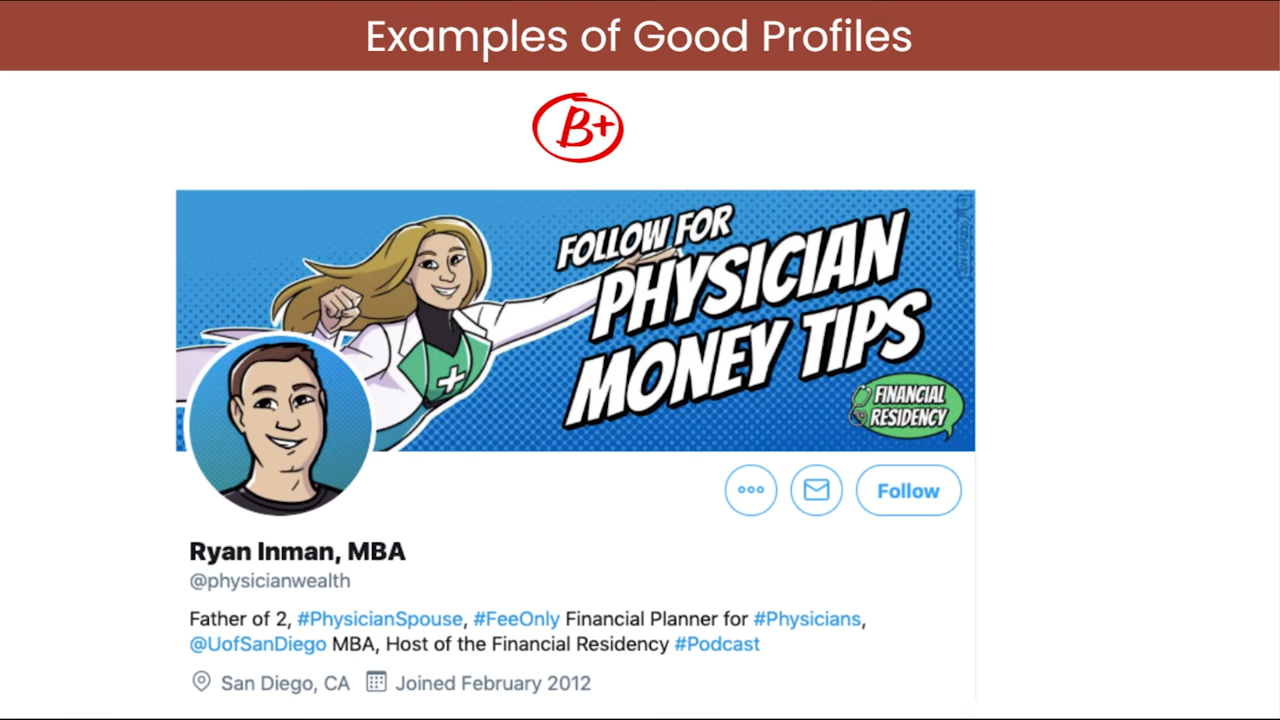 Examples of Good Profiles
B+
FOLLOW FOR
PHYSICIAN
MONEY TIPS
FINANCIAL
RESIDENCY
Follow
Ryan Inman, MBA
@physicianwealth
Father of 2, #PhysicianSpouse, #FeeOnly Financial Planner for #Physicians,
@UofSanDiego MBA, Host of the Financial Residency #Podcast
San Diego, CA Joined February 2012